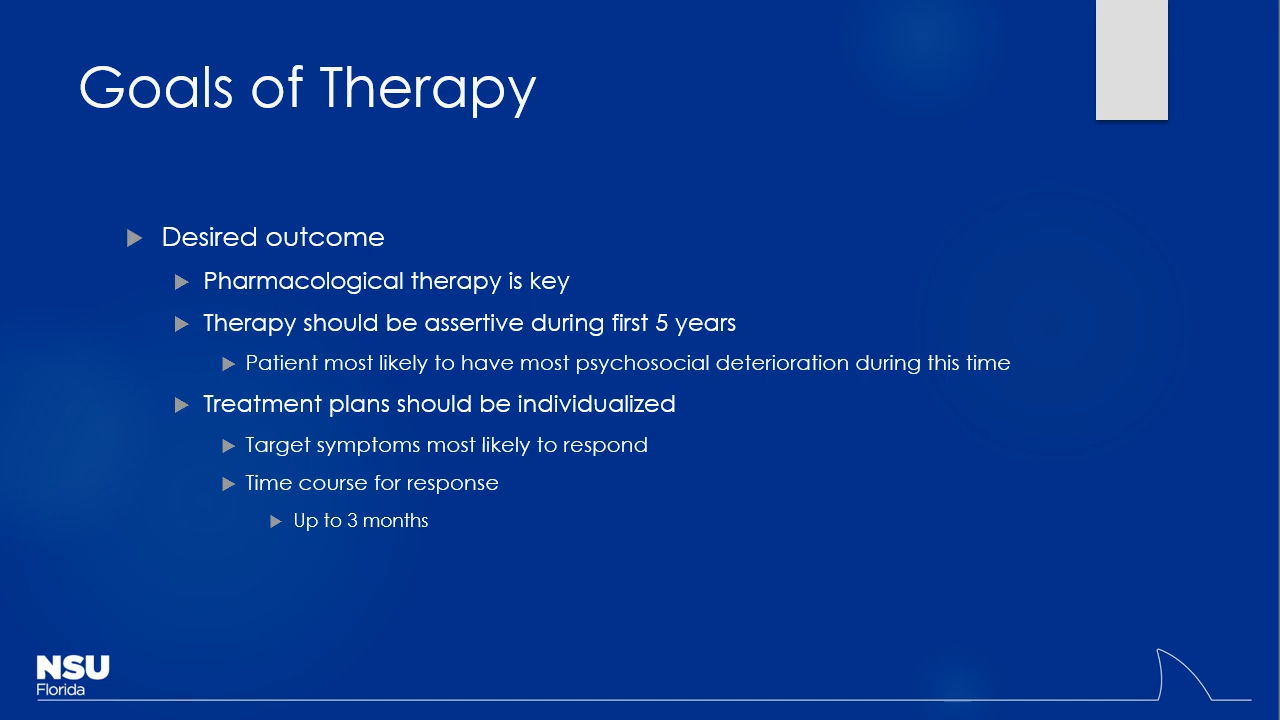 Goals of Therapy
Desired outcome
Pharmacological therapy is key
Therapy should be assertive during first 5 years
Patient most likely to have most psychosocial deterioration during this time
Treatment plans should be individualized
Target symptoms most likely to respond
Time course for response
Up to 3 months
NSU
Florida